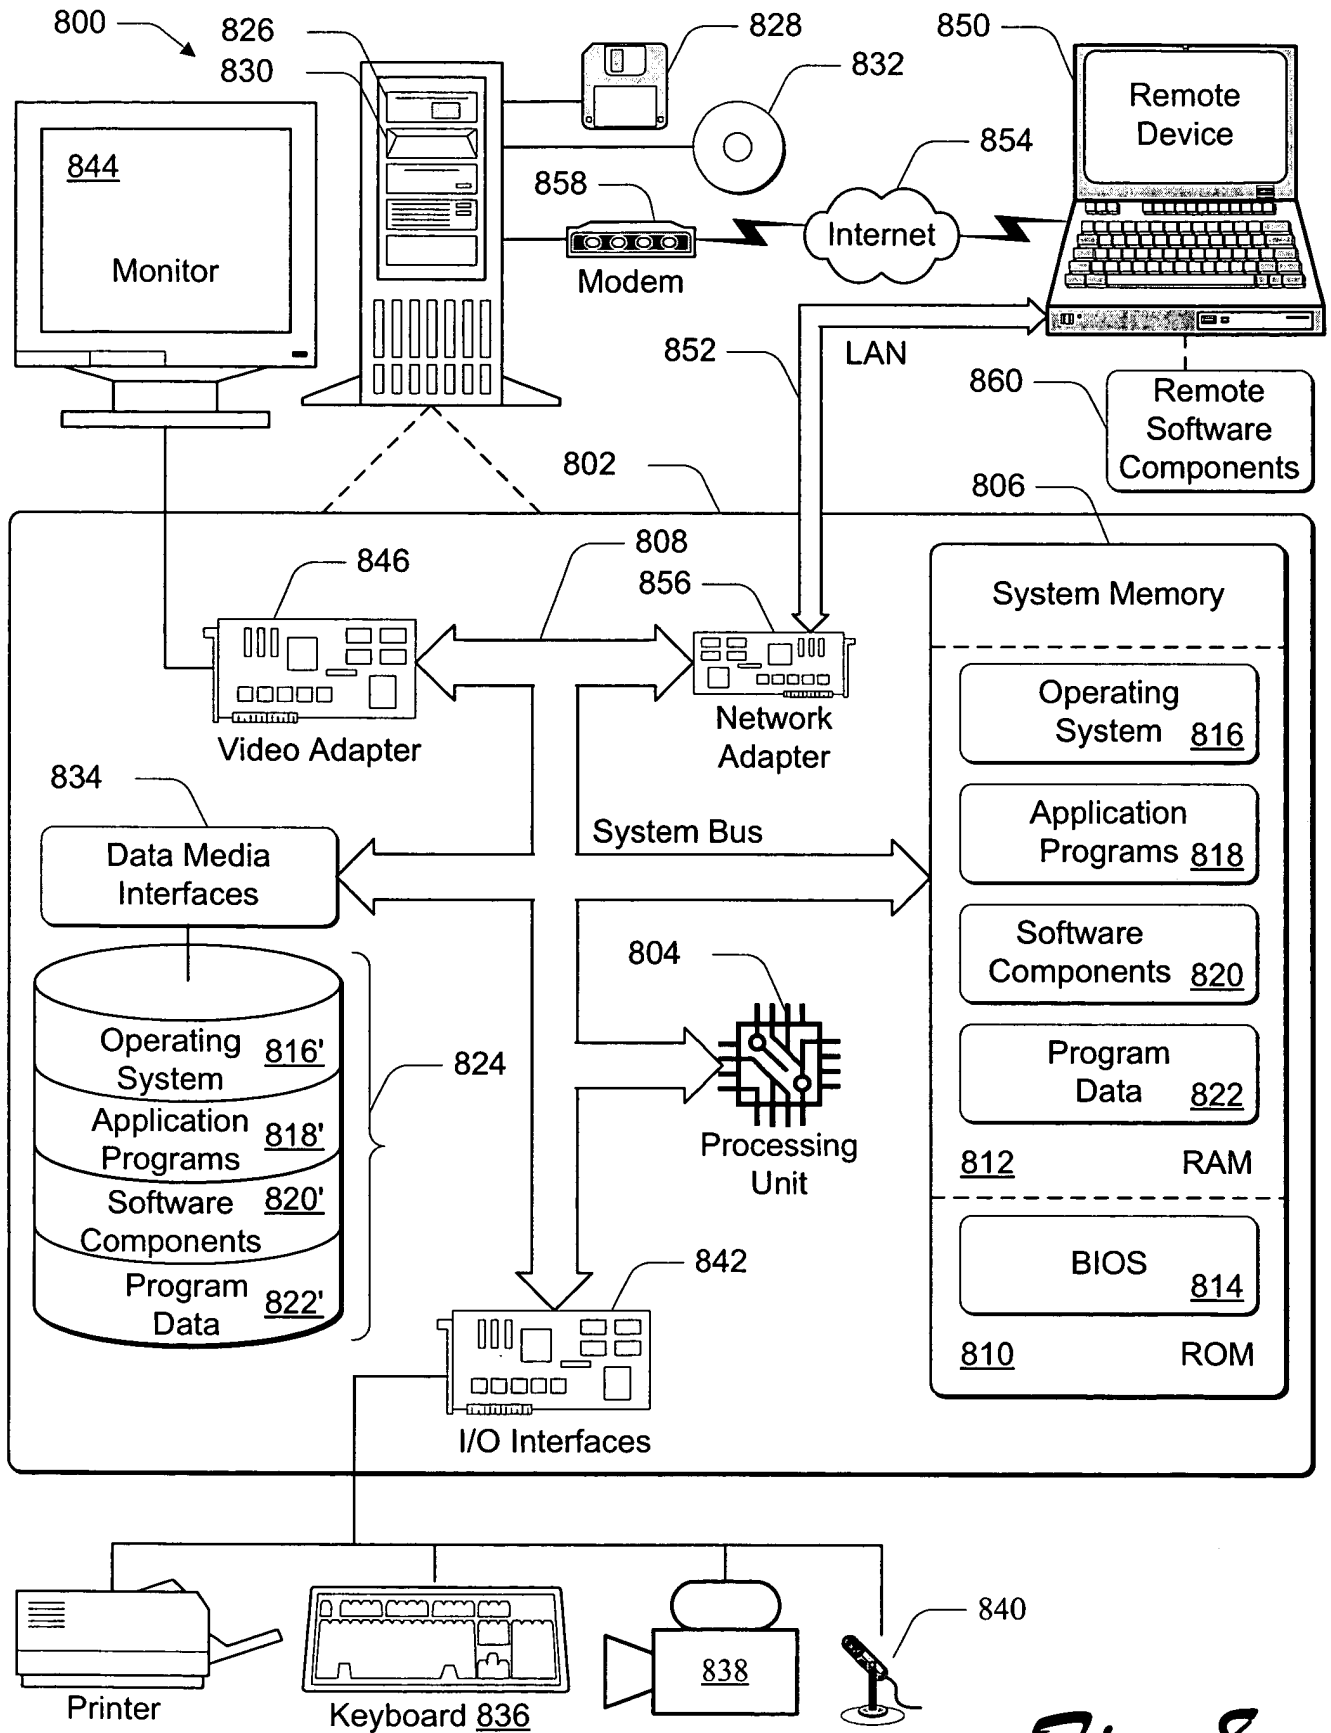 800
826
830
828
832
850
Remote
Device
854
844
Monitor
858
Internet
Modem
852
LAN
860
Remote
Software
Components
802
806
808
846
856
System Memory
Video Adapter
Network
Adapter
Operating
System 816
834
Data Media
Interfaces
System Bus
Application
Programs 818
Software
Components 820
804
Processing
Unit
Program
Data 822
812 RAM
Operating
System 816'
Application
Programs 818'
Software
Components 820'
Program
Data 822'
824
842
I/O Interfaces
BIOS
814
810 ROM
Printer
Keyboard 836
838
840
Fig. 8